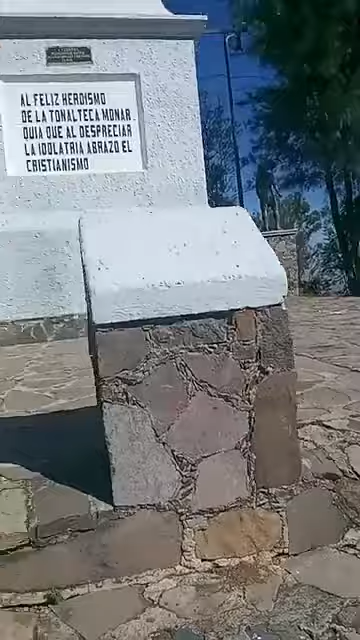 AL FELIZ HEROISMO
DE LA TONALTECA MONAR.
QUIA QUE AL DESPRECIAR
LA IDOLATRIA ABRAZO EL
CRISTIANISMO